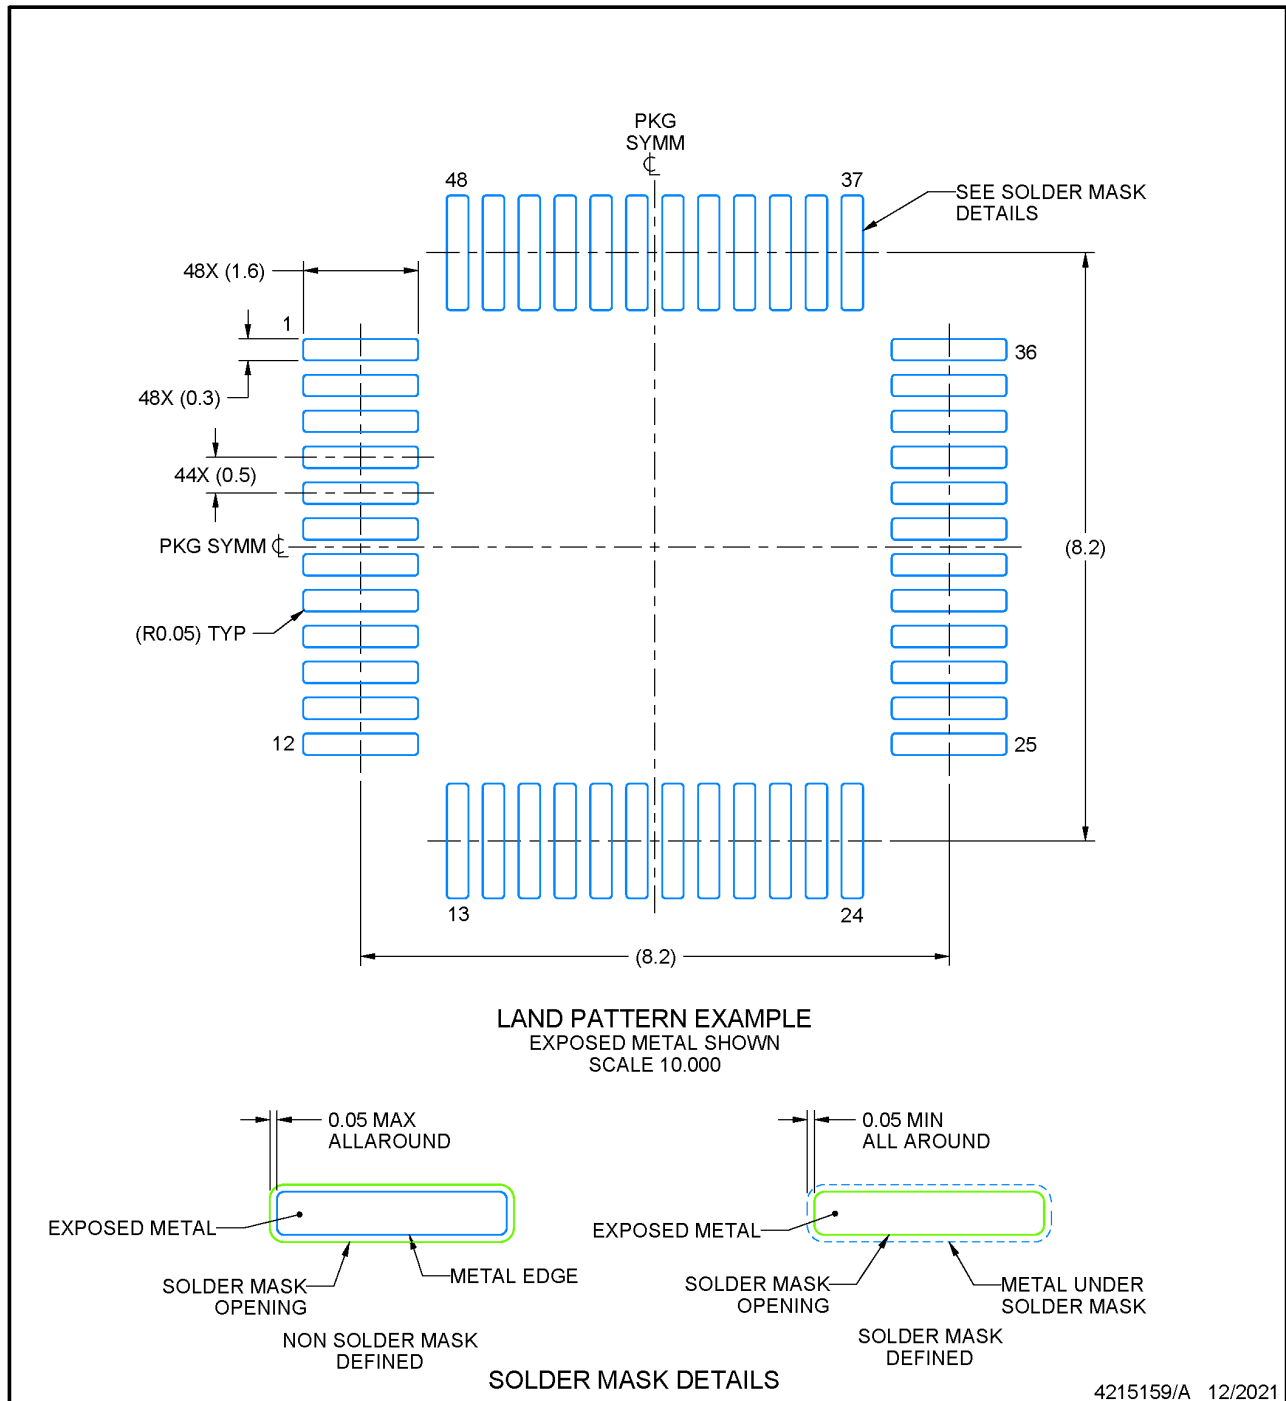 PKG
SYMM
48
37
SEE SOLDER MASK
DETAILS
48X (1.6)
1
36
48X (0.3)
44X (0.5)
PKG SYMM
(8.2)
(R0.05) TYP
12
25
13
24
(8.2)
LAND PATTERN EXAMPLE
EXPOSED METAL SHOWN
SCALE 10.000
0.05 MAX
ALLAROUND
EXPOSED METAL
METAL EDGE
SOLDER MASK
OPENING
NON SOLDER MASK
DEFINED
0.05 MIN
ALL AROUND
EXPOSED METAL
SOLDER MASK
OPENING
METAL UNDER
SOLDER MASK
SOLDER MASK
DEFINED
SOLDER MASK DETAILS
4215159/A 12/2021